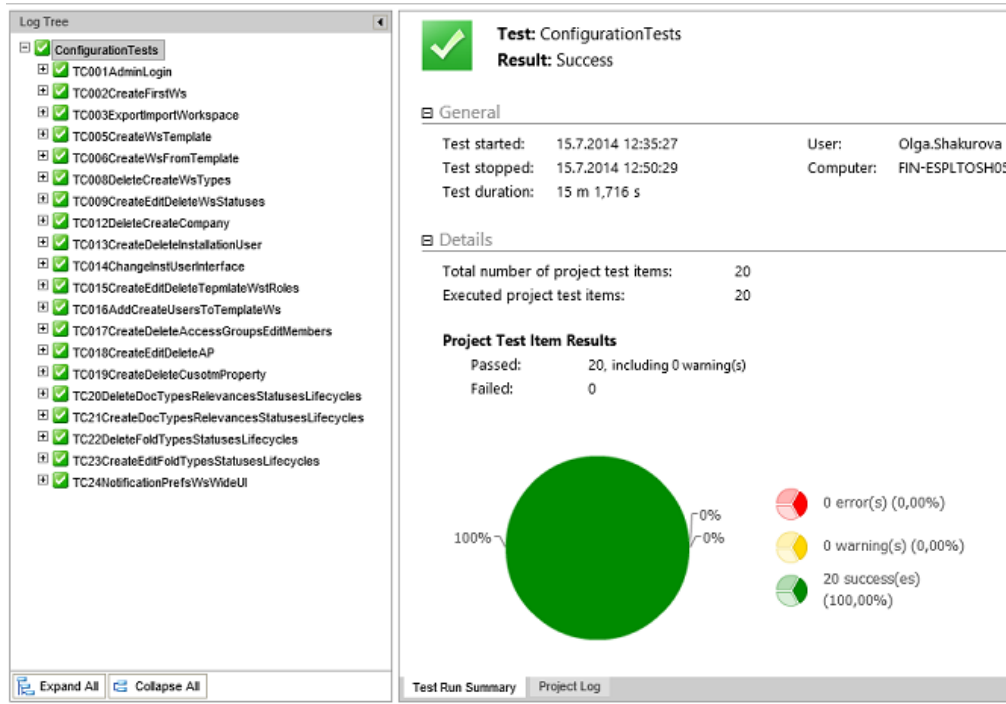 Log Tree
ConfigurationTests
TC001AdminLogin
TC002CreateFirstWs
TC003ExportImportWorkspace
TC005CreateWsTemplate
TC006CreateWsFromTemplate
TC008DeleteCreateWsTypes
TC009CreateEditDeleteWsStatuses
TC012DeleteCreateCompany
TC013CreateDeleteInstallationUser
TC014ChangeInstUserInterface
TC015CreateEditDeleteTepmlateWstRoles
TC016AddCreateUsersToTemplateWs
TC017CreateDeleteAccessGroupsEditMembers
TC018CreateEditDeleteAP
TC019CreateDeleteCusotmProperty
TC20DeleteDocTypesRelevancesStatusesLifecycles
TC21CreateDocTypesRelevancesStatusesLifecycles
TC22DeleteFoldTypesStatusesLifecycles
TC23CreateEditFoldTypesStatusesLifecycles
TC24NotificationPrefsWsWideUI
Expand All Collapse All
Test: ConfigurationTests
Result: Success
General
Test started: 15.7.2014 12:35:27 User: Olga.Shakurova
Test stopped: 15.7.2014 12:50:29 Computer: FIN-ESPLTOSH05
Test duration: 15 m 1,716 s
Details
Total number of project test items: 20
Executed project test items: 20
Project Test Item Results
Passed: 20, including 0 warning(s)
Failed: 0
100%
0%
0%
0 error(s) (0,00%)
0 warning(s) (0,00%)
20 success(es)
(100,00%)
Test Run Summary Project Log